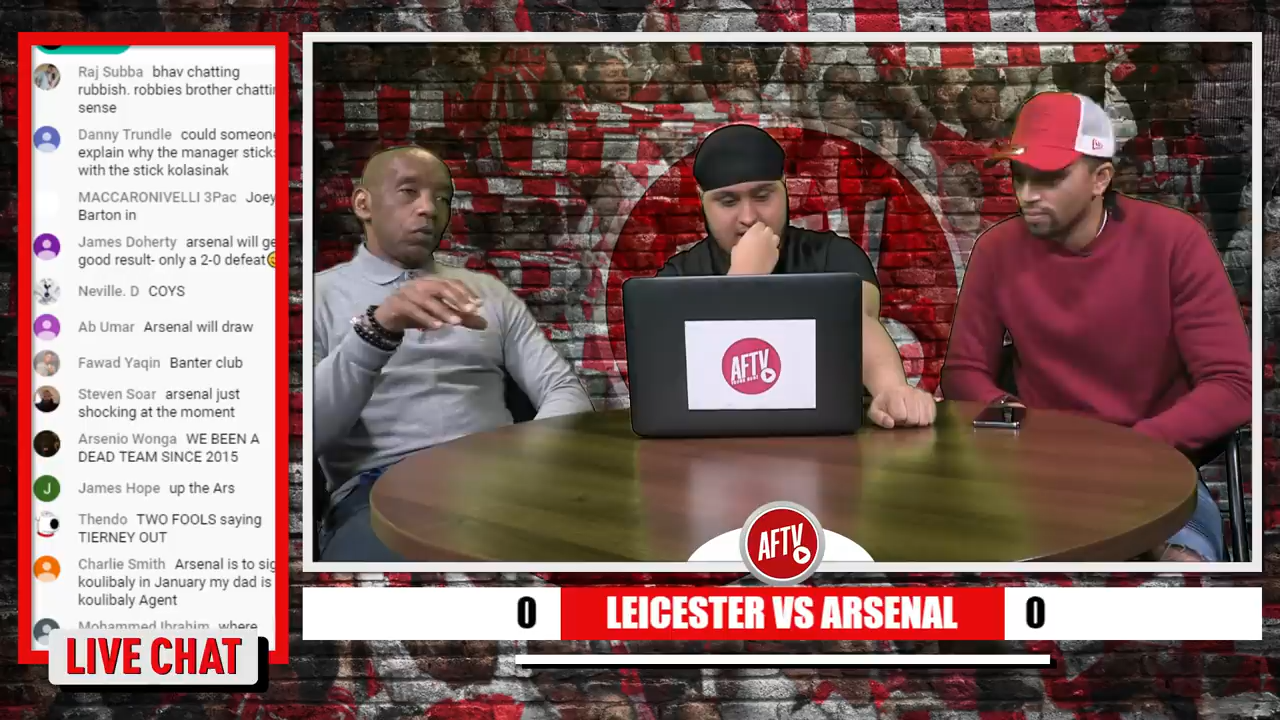 Raj Subba bhav chatting
rubbish. robbies brother chattin
sense
Danny Trundle could someone
explain why the manager stick
with the stick kolasinak
MACCARONIVELLI 3Pac Joey
Barton in
James Doherty arsenal will ge
good result- only a 2-0 defeat
Neville. D COYS
Ab Umar Arsenal will draw
Fawad Yaqin Banter club
Steven Soar arsenal just
shocking at the moment
Arsenio Wonga WE BEEN A
DEAD TEAM SINCE 2015
James Hope up the Ars
Thendo TWO FOOLS saying
TIERNEY OUT
Charlie Smith Arsenal is to sig
koulibaly in January my dad is
koulibaly Agent
Mohammed Ibrahim where
LIVE CHAT
AFTV
AFTV
0 LEICESTER VS ARSENAL 0